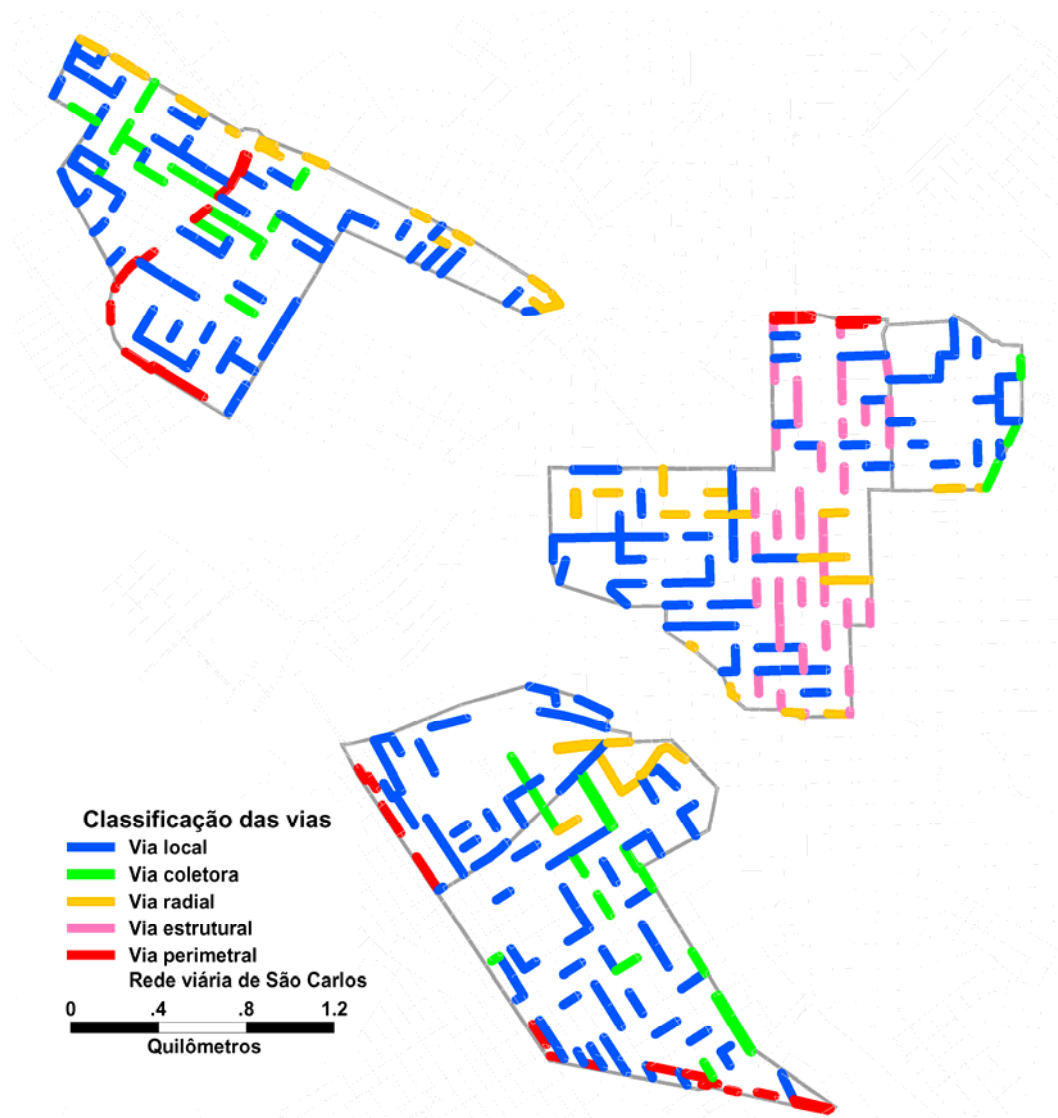 Classificação das vias
Via local
Via coletora
Via radial
Via estrutural
Via perimetral
Rede viária de São Carlos
0 .4 .8 1.2
Quilômetros